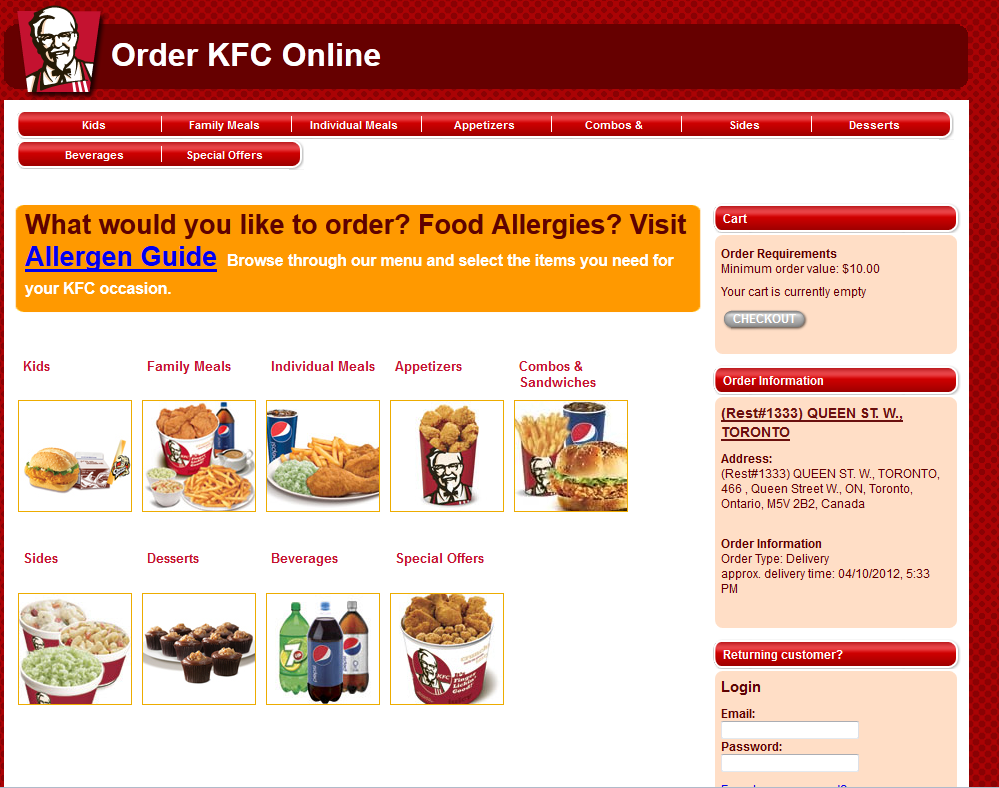 Order KFC Online
Kids
Family Meals
Individual Meals
Appetizers
Combos &
Sides
Desserts
Beverages
Special Offers
What would you like to order? Food Allergies? Visit
Allergen Guide Browse through our menu and select the items you need for
your KFC occasion.
Kids
Family Meals
Individual Meals
Appetizers
Combos &
Sandwiches
Sides
Desserts
Beverages
Special Offers
Cart
Order Requirements
Minimum order value: $10.00
Your cart is currently empty
CHECKOUT
Order Information
(Rest#1333) QUEEN ST. W.,
TORONTO
Address:
(Rest#1333) QUEEN ST. W., TORONTO,
466 , Queen Street W., ON, Toronto,
Ontario, M5V 2B2, Canada
Order Information
Order Type: Delivery
approx. delivery time: 04/10/2012, 5:33
PM
Returning customer?
Login
Email:
Password: